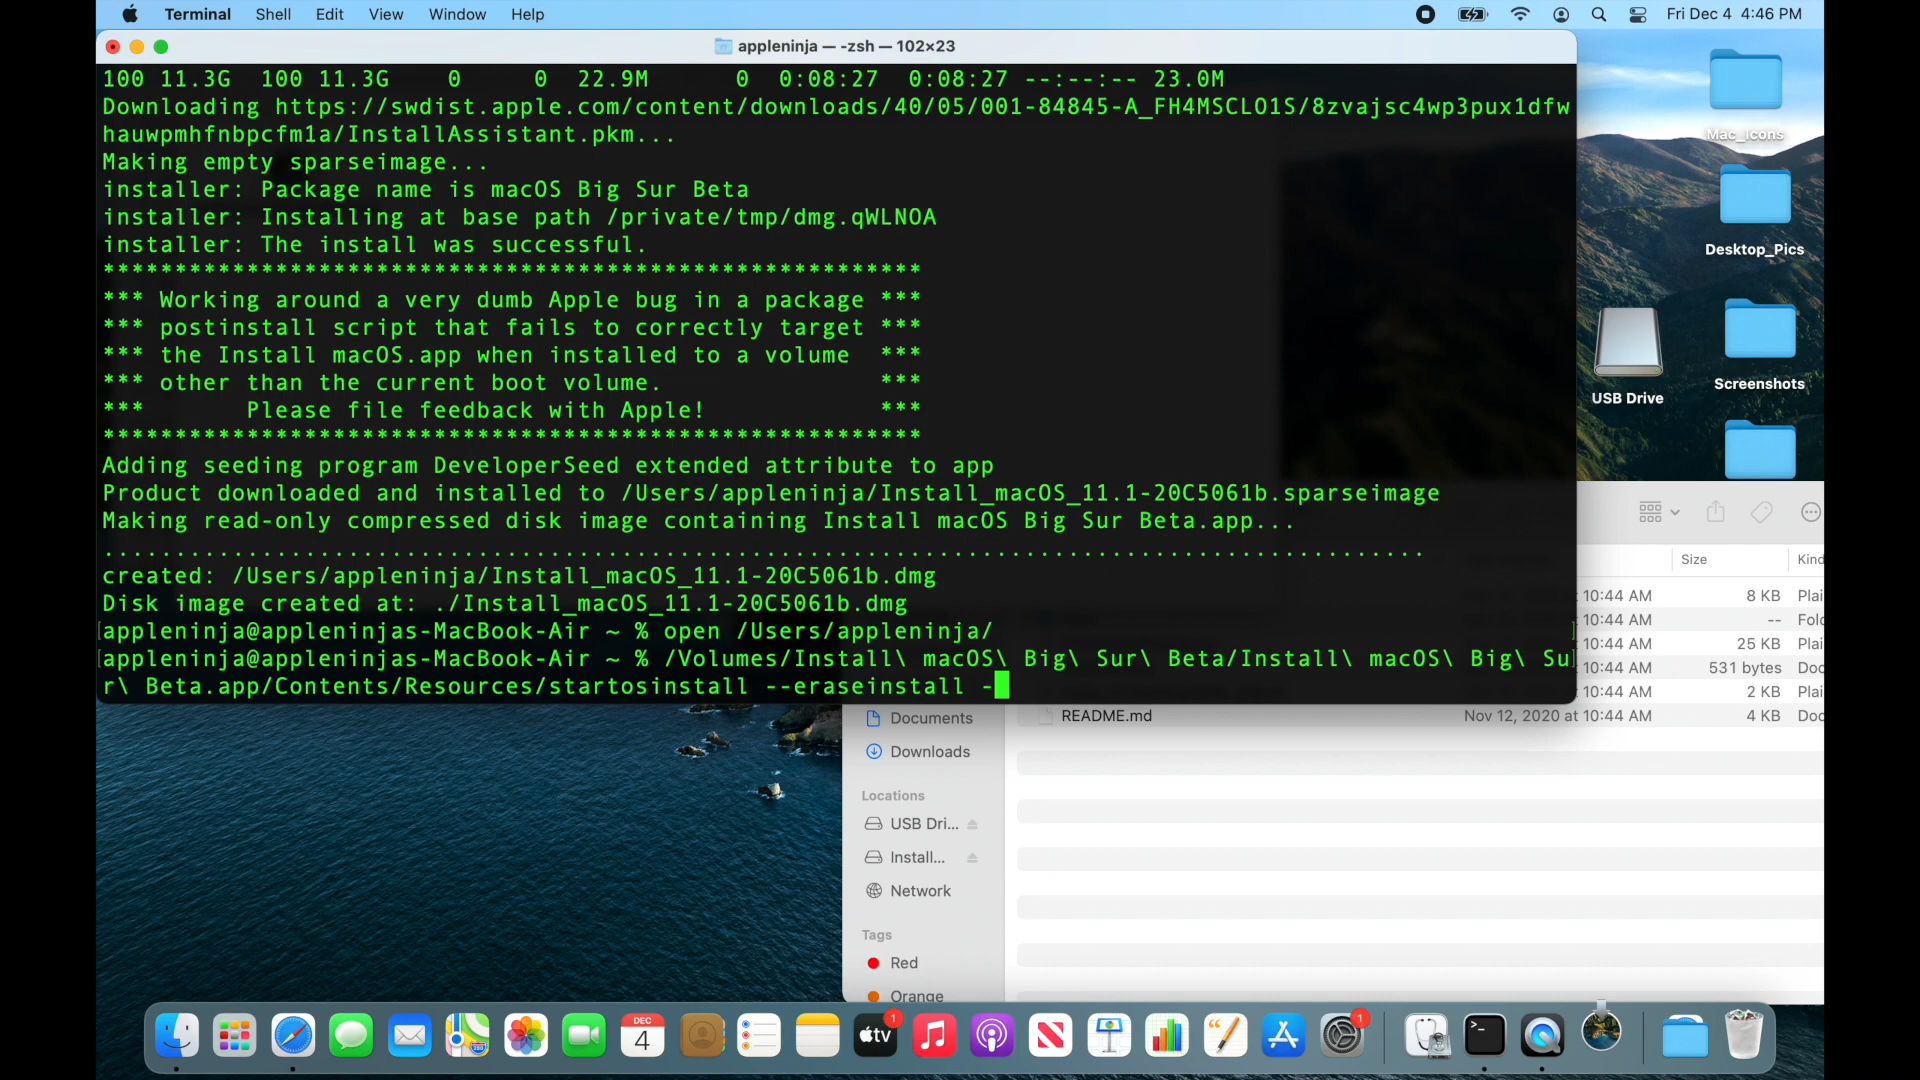 Terminal Shell Edit View Window Help Fri Dec 4 4:46 PM
appleninja — -zsh — 102×23
100 11.3G 100 11.3G 0 0 22.9M 0 0:08:27 0:08:27 --:--:-- 23.0M
Downloading https://swdist.apple.com/content/downloads/40/05/001-84845-A_FH4MSCLO1S/8zvajsc4wp3pux1dfw
hauwpmhfnbpcfm1a/InstallAssistant.pkm...
Making empty sparseimage...
installer: Package name is macOS Big Sur Beta
installer: Installing at base path /private/tmp/dmg.qWLNOA
installer: The install was successful.
*********************************************************
*** Working around a very dumb Apple bug in a package ***
*** postinstall script that fails to correctly target ***
*** the Install macOS.app when installed to a volume ***
*** other than the current boot volume. ***
*** Please file feedback with Apple! ***
*********************************************************
Adding seeding program DeveloperSeed extended attribute to app
Product downloaded and installed to /Users/appleninja/Install_macOS_11.1-20C5061b.sparseimage
Making read-only compressed disk image containing Install macOS Big Sur Beta.app...
............................................................................................
created: /Users/appleninja/Install_macOS_11.1-20C5061b.dmg
Disk image created at: ./Install_macOS_11.1-20C5061b.dmg
[appleninja@appleninjas-MacBook-Air ~ % open /Users/appleninja/ ]
[appleninja@appleninjas-MacBook-Air ~ % /Volumes/Install\ macOS\ Big\ Sur\ Beta/Install\ macOS\ Big\ Su]
r\ Beta.app/Contents/Resources/startosinstall --eraseinstall -
Mac_Icons
Desktop_Pics
USB Drive
Screenshots
Size Kind
10:44 AM 8 KB Plai
10:44 AM -- Fold
10:44 AM 25 KB Plai
10:44 AM 531 bytes Doc
10:44 AM 2 KB Plai
README.md Nov 12, 2020 at 10:44 AM 4 KB Doc
Documents
Downloads
Locations
USB Dri...
Install...
Network
Tags
Red
Orange
DEC
4
280
tv
1
1
>_